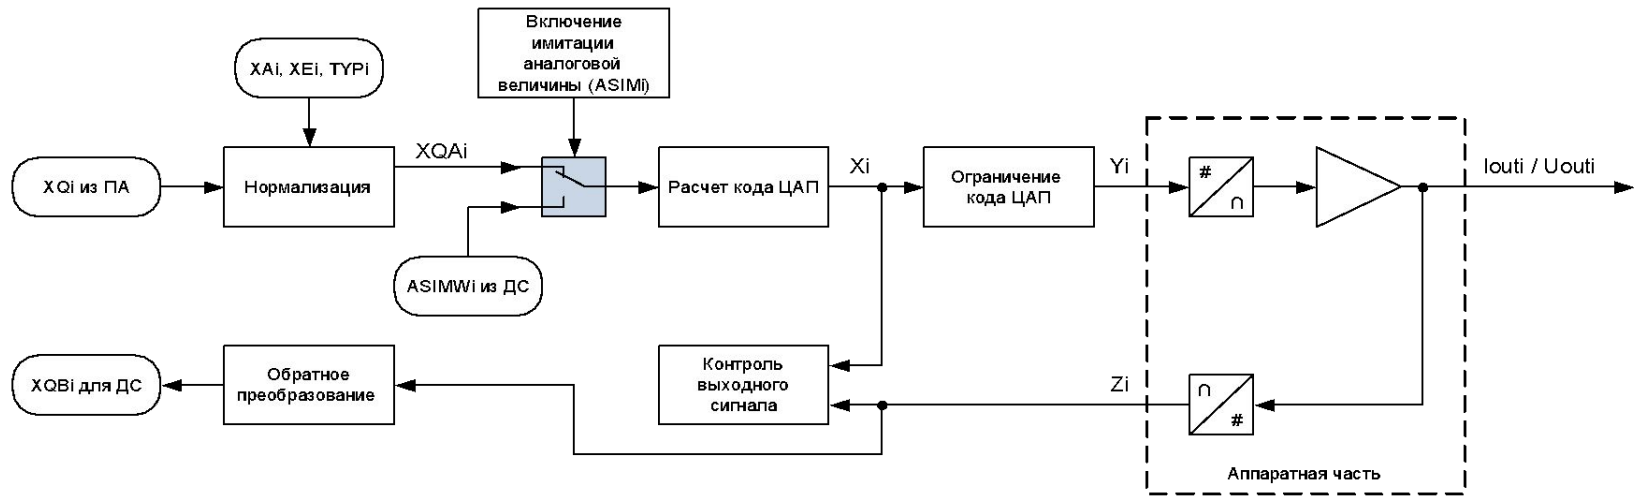 Включение
имитации
аналоговой
величины (ASIMi)
XAi, XEi, TYPi
XQi из ПА
Нормализация
XQAi
Расчет кода ЦАП
Xi
Ограничение
кода ЦАП
Yi
#
∩
Iouti / Uouti
ASIMWi из ДС
XQBi для ДС
Обратное
преобразование
Контроль
выходного
сигнала
Zi
∩
#
Аппаратная часть